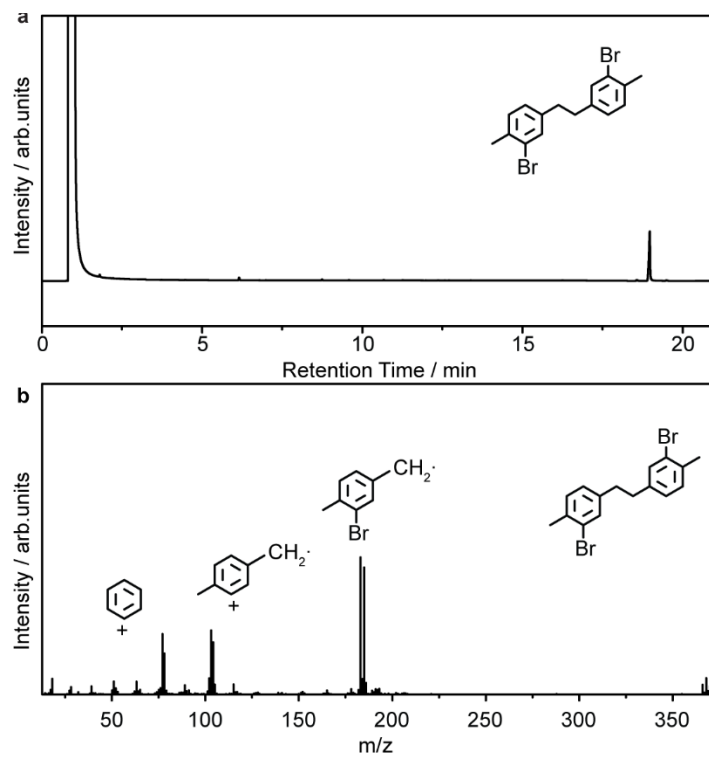 a
Br
Br
Intensity / arb.units
0
5
10
15
20
Retention Time / min
b
CH2·
Br
CH2·
+
+
Br
Br
Intensity / arb.units
50
100
150
200
250
300
350
m/z